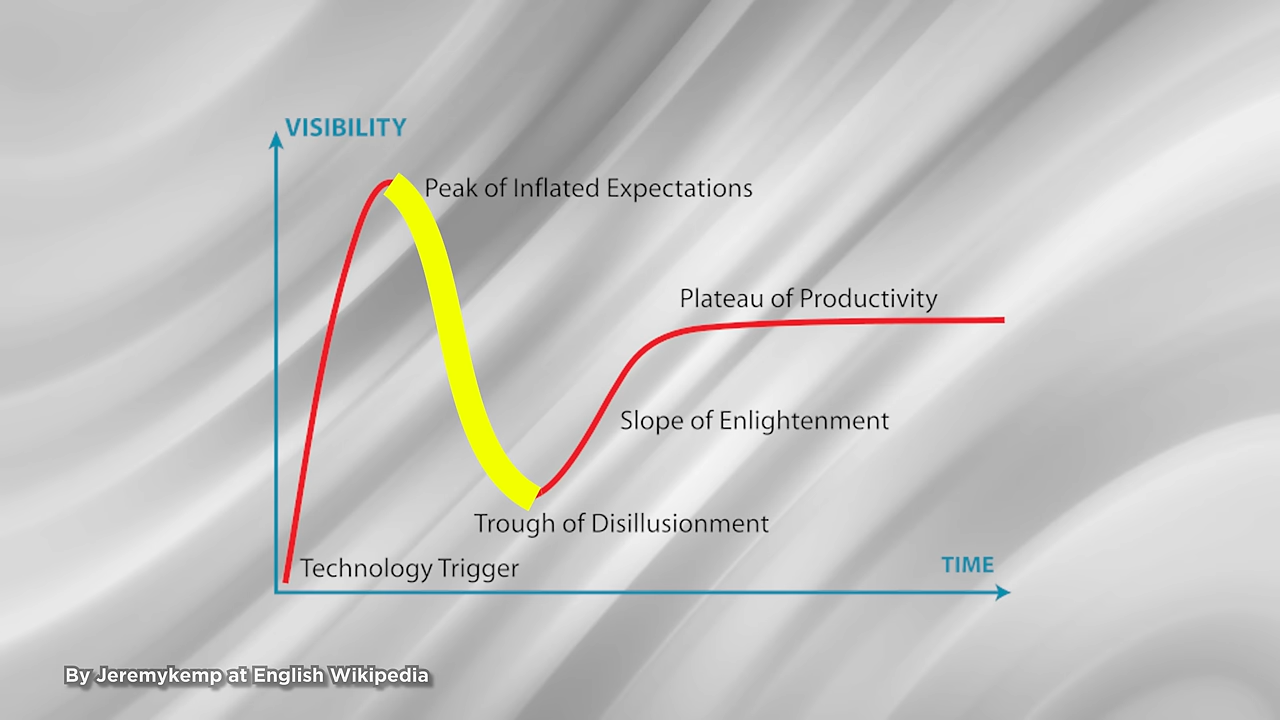 VISIBILITY
Peak of Inflated Expectations
Plateau of Productivity
Slope of Enlightenment
Trough of Disillusionment
Technology Trigger
TIME
By Jeremykemp at English Wikipedia